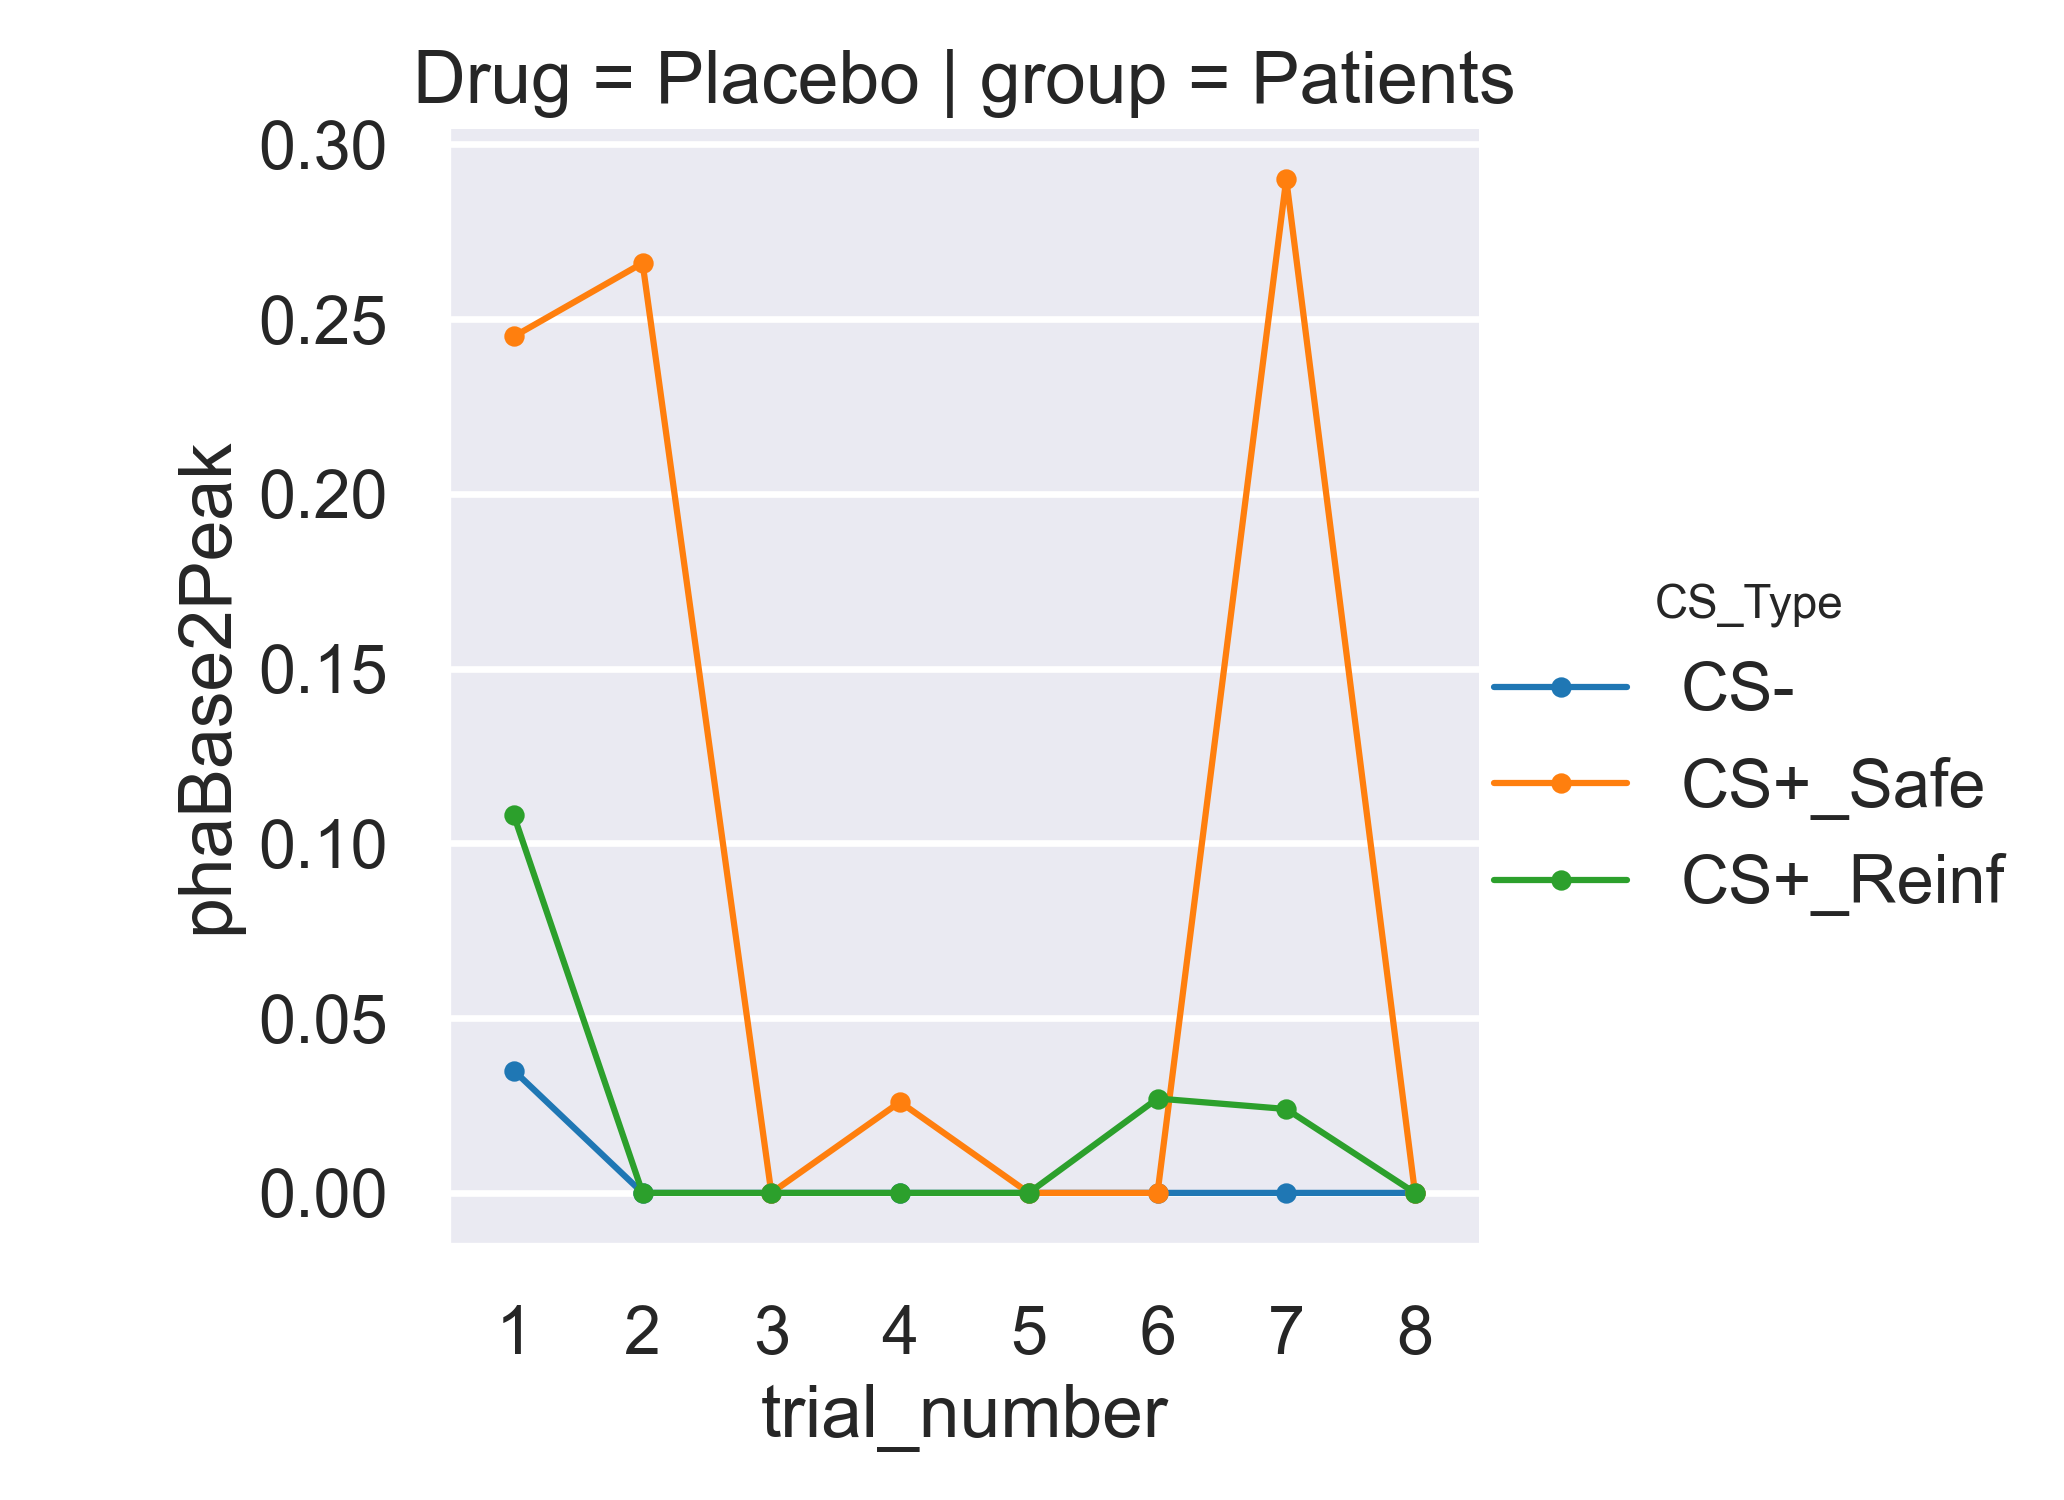 Drug = Placebo | group = Patients
0.30
0.25
0.20
0.15
0.10
0.05
0.00
phaBase2Peak
1 2 3 4 5 6 7 8
trial_number
CS_Type
CS-
CS+_Safe
CS+_Reinf